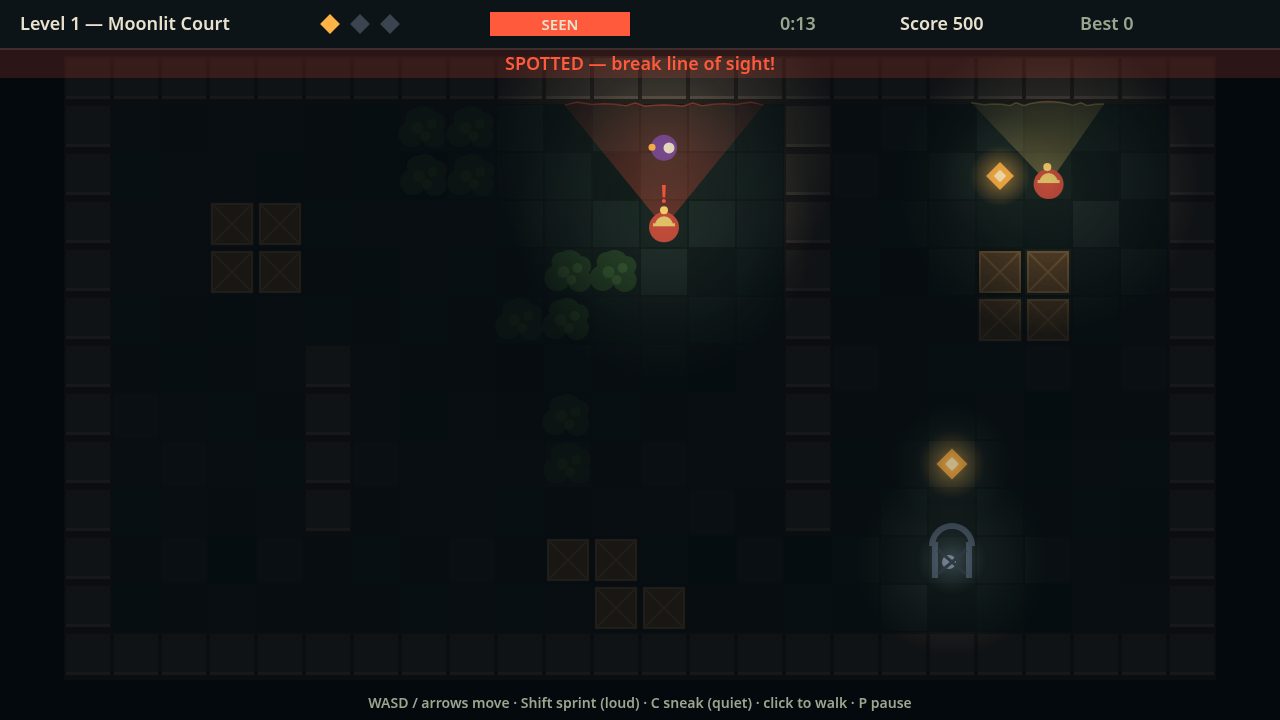 Level 1 — Moonlit Court
SEEN
0:13
Score 500
Best 0
SPOTTED — break line of sight!
!
WASD / arrows move · Shift sprint (loud) · C sneak (quiet) · click to walk · P pause